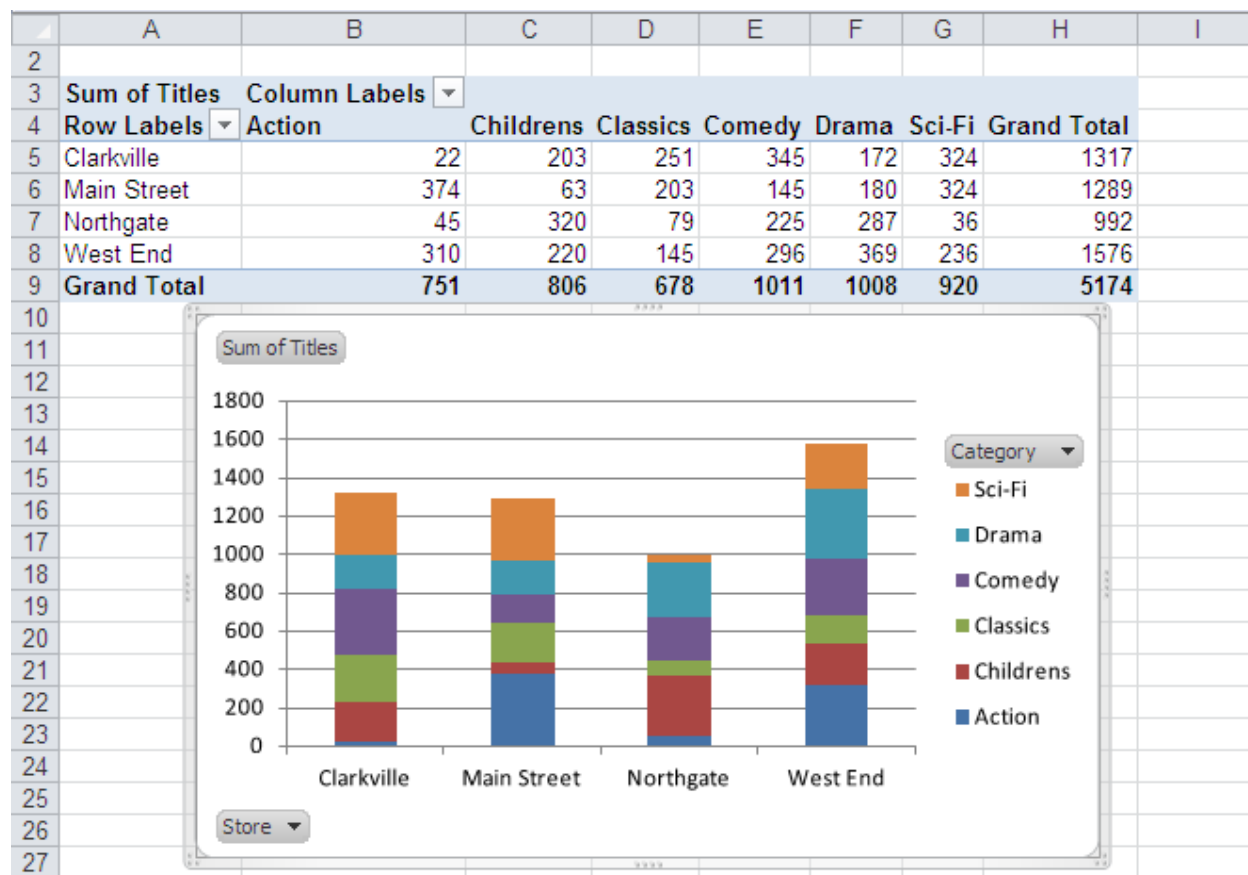 A B C D E F G H I
2
3 Sum of Titles Column Labels
4 Row Labels Action Childrens Classics Comedy Drama Sci-Fi Grand Total
5 Clarkville 22 203 251 345 172 324 1317
6 Main Street 374 63 203 145 180 324 1289
7 Northgate 45 320 79 225 287 36 992
8 West End 310 220 145 296 369 236 1576
9 Grand Total 751 806 678 1011 1008 920 5174
10
11 Sum of Titles
12
13 1800
14 1600 Category
15 1400 Sci-Fi
16 1200
17 1000 Drama
18 800 Comedy
19
20 600 Classics
21 400 Childrens
22 200 Action
23 0
24 Clarkville Main Street Northgate West End
25
26 Store
27